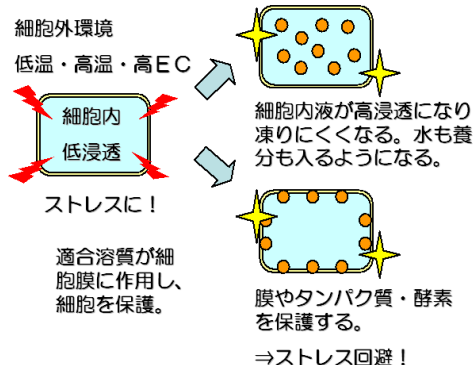 細胞外環境
低温・高温・高EC
細胞内
低浸透
ストレスに！
適合溶質が細
胞膜に作用し、
細胞を保護。
細胞内液が高浸透になり
凍りにくくなる。水も養
分も入るようになる。
膜やタンパク質・酵素
を保護する。
⇒ストレス回避！